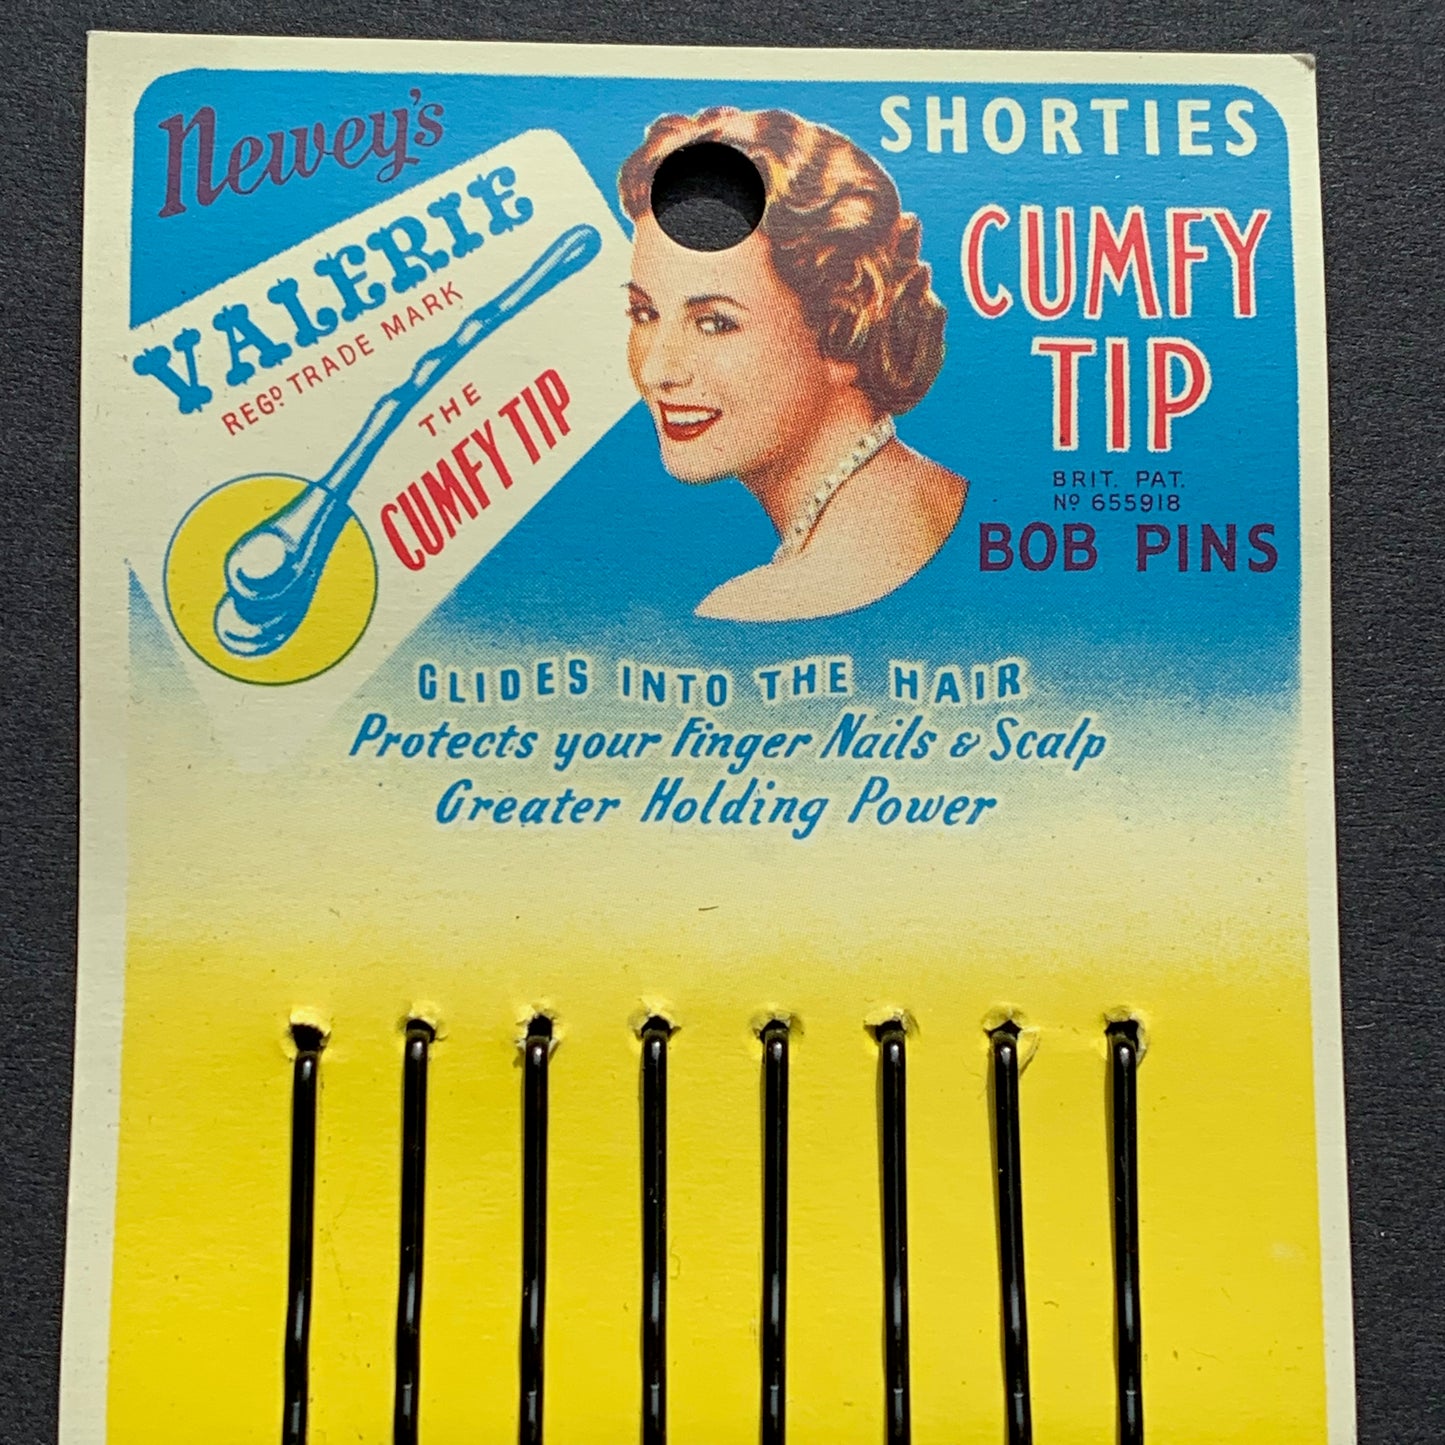 Newey's
VALERIE
REGD TRADE MARK
THE
CUMFY TIP
SHORTIES
CUMFY
TIP
BRIT. PAT.
No 655918
BOB PINS
GLIDES INTO THE HAIR
Protects your Finger Nails & Scalp
Greater Holding Power